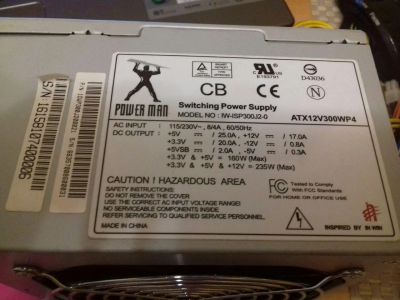 POWER MAN
CB
CE
N
D43036
E163791
Switching Power Supply
MODEL NO : IW-ISP300J2-0
ATX12V300WP4
AC INPUT : 115/230V~, 8/4A, 60/50Hz
DC OUTPUT : +5V / 25.0A, +12V / 17.0A
+3.3V / 20.0A, -12V / 0.8A
+5VSB / 2.0A, -5V / 0.3A
+3.3V & +5V = 160W (Max)
+3.3V & +5V & +12V = 235W (Max)
CAUTION ! HAZARDOUS AREA
DO NOT REMOVE COVER
USE THE CORRECT AC INPUT VOLTAGE RANGE!
NO SERVICEABLE COMPONENTS INSIDE
REFER SERVICING TO QUALIFIED SERVICE PERSONNEL.
MADE IN CHINA
FC Tested To Comply
With FCC Standards
FOR HOME OR OFFICE USE
INSPIRED BY IN WIN